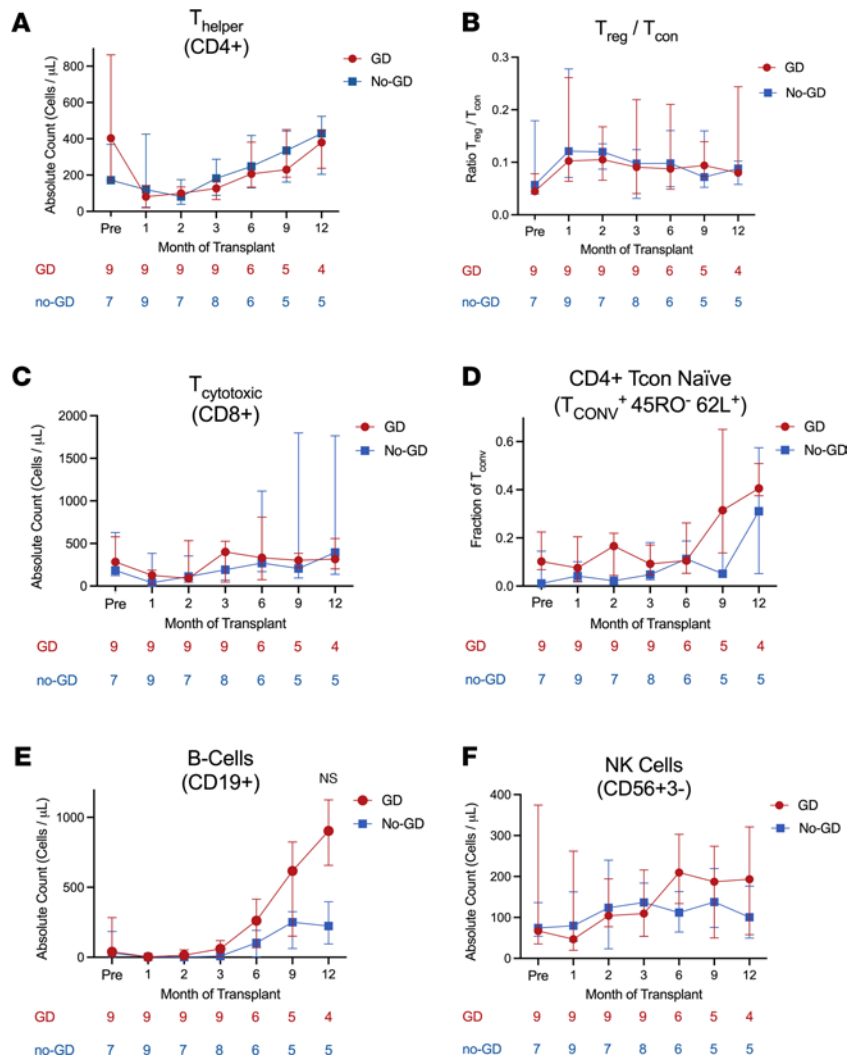 A
T helper
(CD4+)
Absolute Count (Cells / μL)
800
600
400
200
0
Pre 1 2 3 6 9 12
Month of Transplant
GD
No-GD
GD 9 9 9 9 6 5 4
no-GD 7 9 7 8 6 5 5
B
T reg / T con
Ratio T reg / T con
0.3
0.2
0.1
0.0
Pre 1 2 3 6 9 12
Month of Transplant
GD
No-GD
GD 9 9 9 9 6 5 4
no-GD 7 9 7 8 6 5 5
C
T cytotoxic
(CD8+)
Absolute Count (Cells / μL)
2000
1500
1000
500
0
Pre 1 2 3 6 9 12
Month of Transplant
GD
No-GD
GD 9 9 9 9 6 5 4
no-GD 7 9 7 8 6 5 5
D
CD4+ Tcon Naïve
(T CONV + 45RO- 62L+)
Fraction of T conv
0.6
0.4
0.2
0.0
Pre 1 2 3 6 9 12
Month of Transplant
GD
No-GD
GD 9 9 9 9 6 5 4
no-GD 7 9 7 8 6 5 5
E
B-Cells
(CD19+)
Absolute Count (Cells / μL)
1000
500
0
NS
Pre 1 2 3 6 9 12
Month of Transplant
GD
No-GD
GD 9 9 9 9 6 5 4
no-GD 7 9 7 8 6 5 5
F
NK Cells
(CD56+3-)
Absolute Count (Cells / μL)
400
300
200
100
0
Pre 1 2 3 6 9 12
Month of Transplant
GD
No-GD
GD 9 9 9 9 6 5 4
no-GD 7 9 7 8 6 5 5